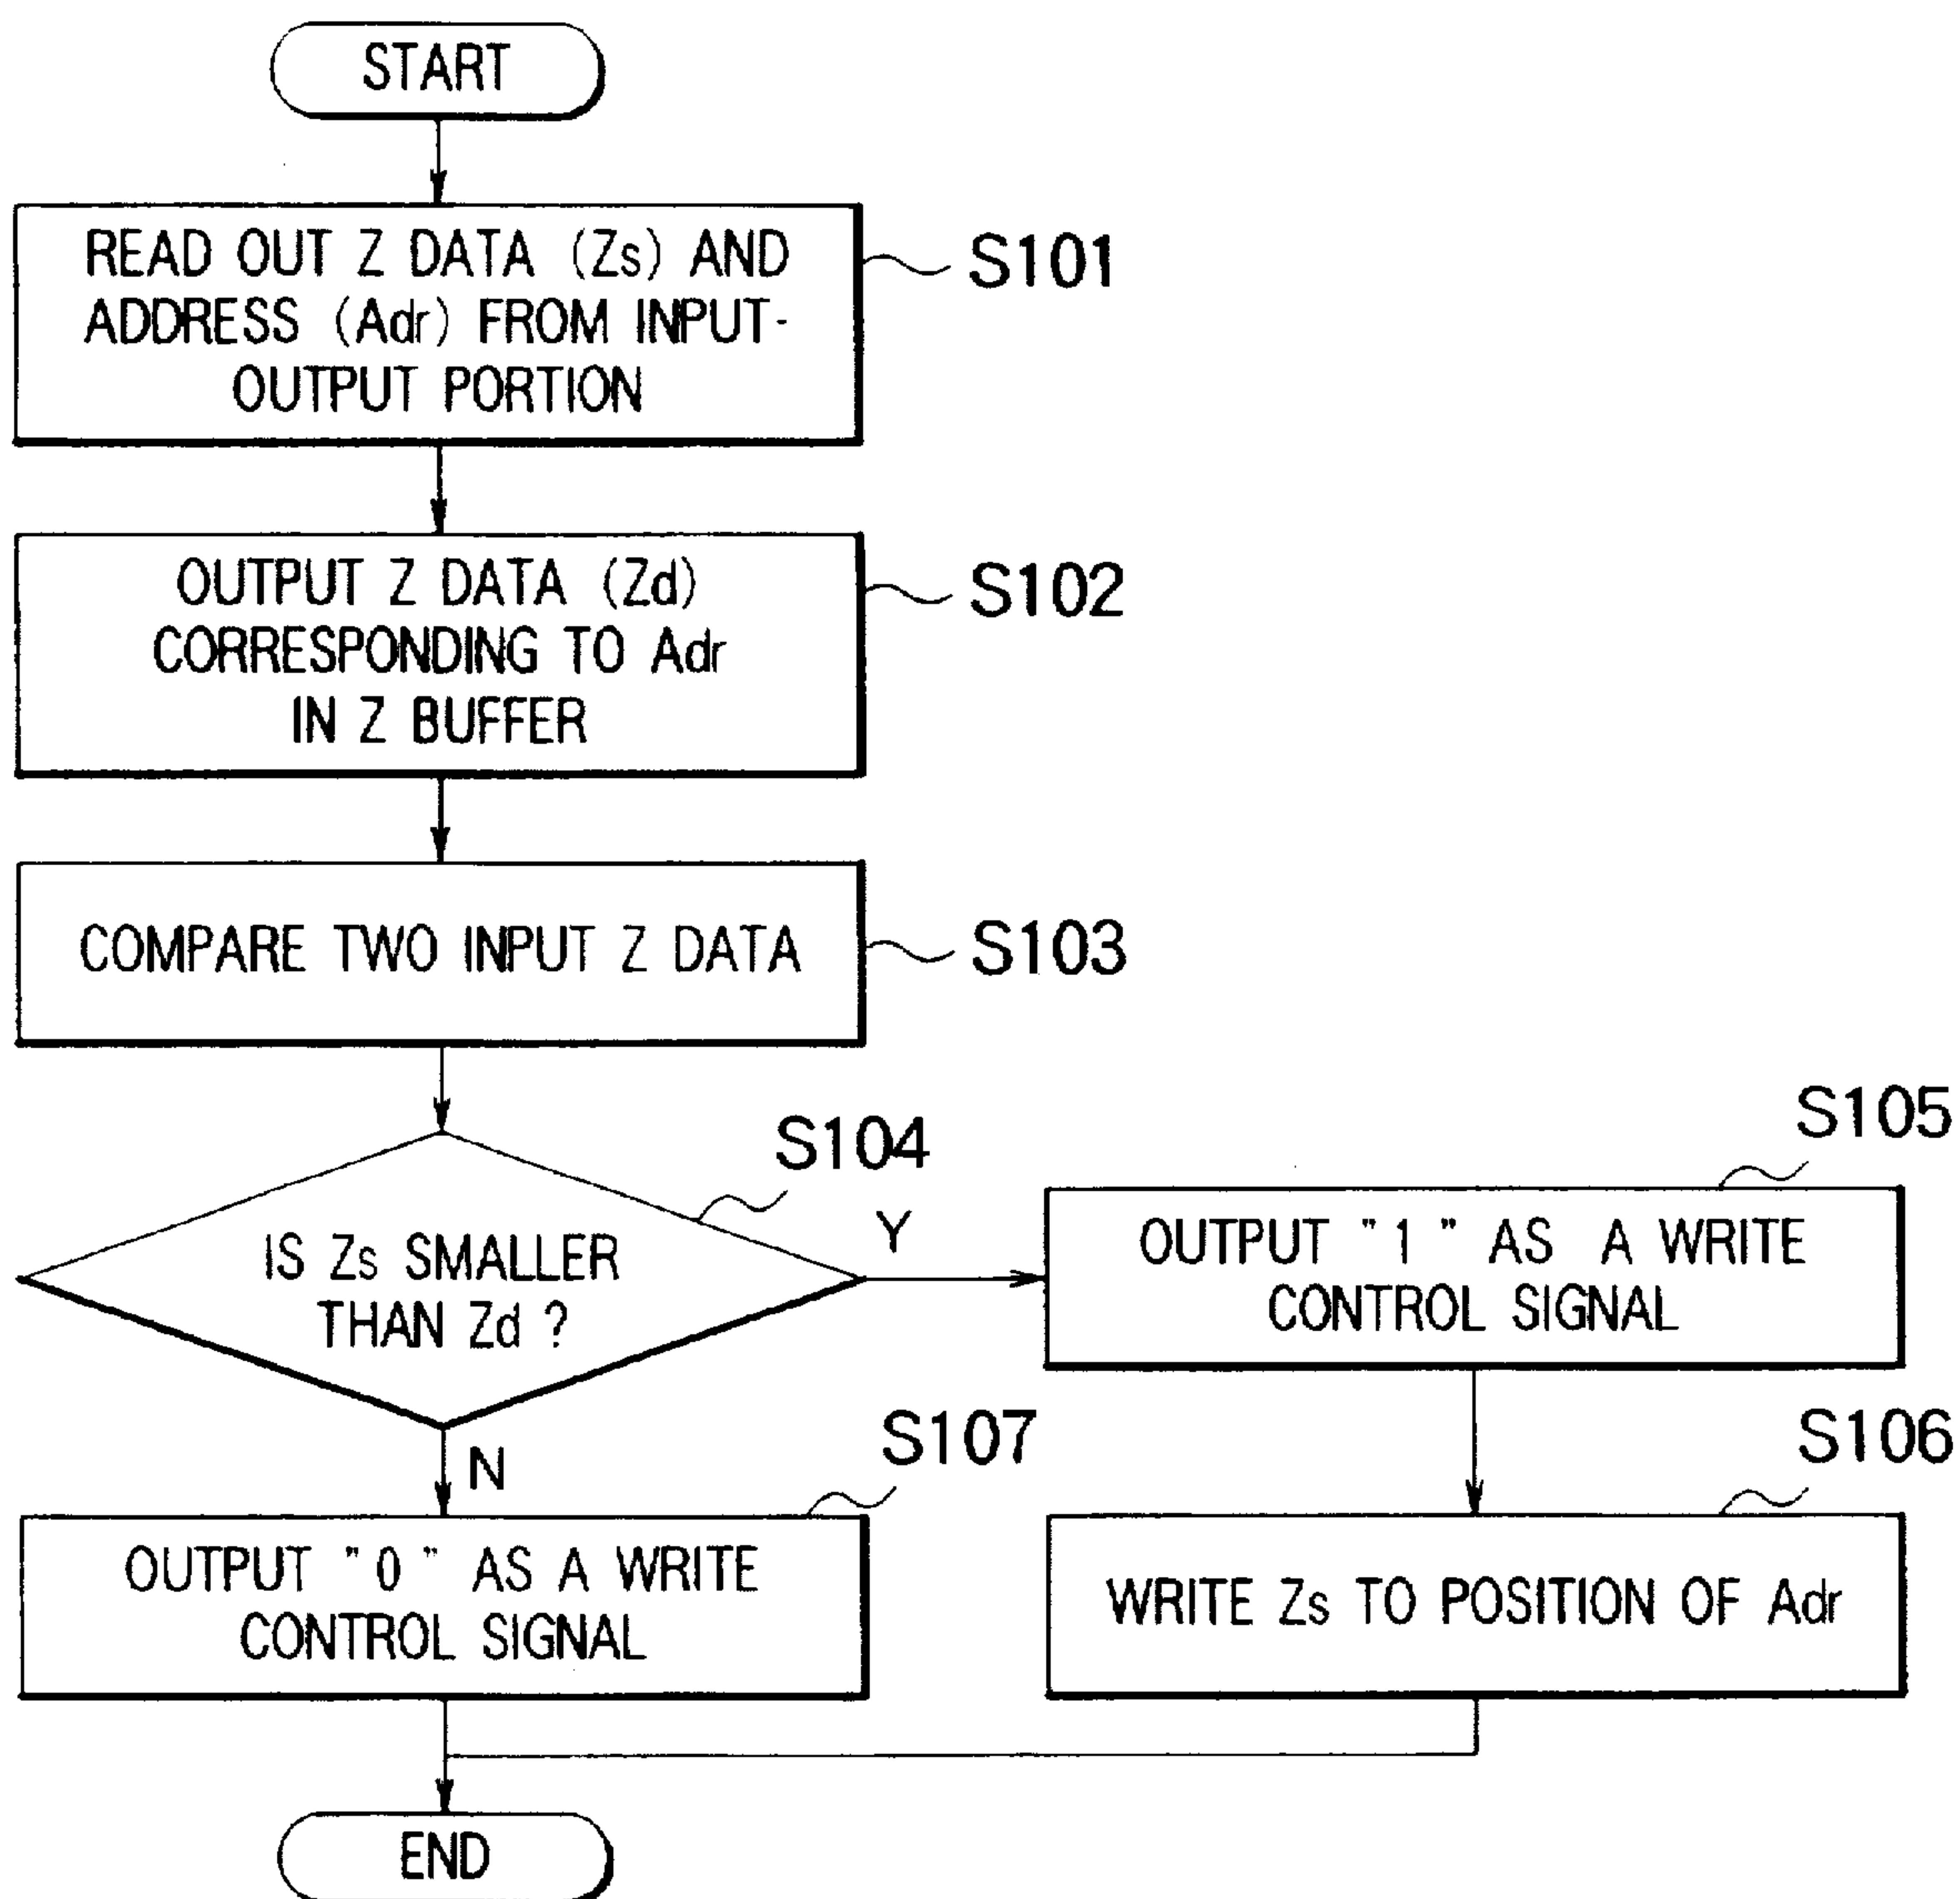 START
READ OUT Z DATA (Zs) AND
ADDRESS (Adr) FROM INPUT-
OUTPUT PORTION
S101
OUTPUT Z DATA (Zd)
CORRESPONDING TO Adr
IN Z BUFFER
S102
COMPARE TWO INPUT Z DATA
S103
S104
IS Zs SMALLER
THAN Zd ?
Y
S105
OUTPUT "1" AS A WRITE
CONTROL SIGNAL
N
S107
OUTPUT "0" AS A WRITE
CONTROL SIGNAL
S106
WRITE Zs TO POSITION OF Adr
END